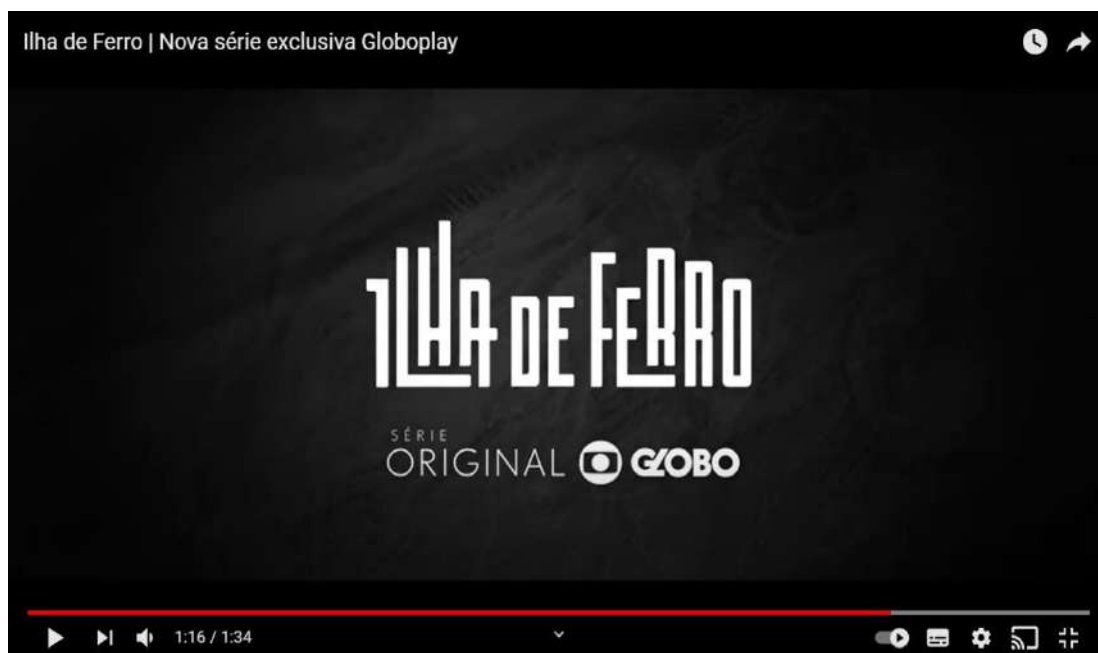 Ilha de Ferro | Nova série exclusiva Globoplay
ILHA DE FERRO
SÉRIE
ORIGINAL GLOBO
1:16 / 1:34